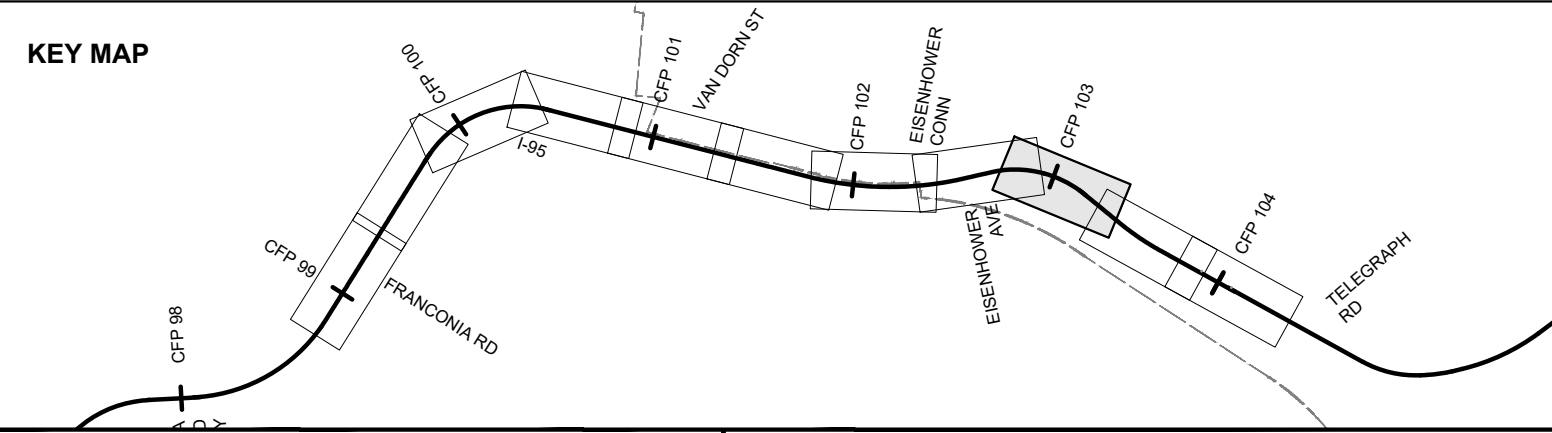 KEY MAP
CFP 98
CFP 99
FRANCONIA RD
CFP 100
I-95
CFP 101
VAN DORN ST
CFP 102
EISENHOWER
CONN
EISENHOWER
AVE
CFP 103
CFP 104
TELEGRAPH
RD